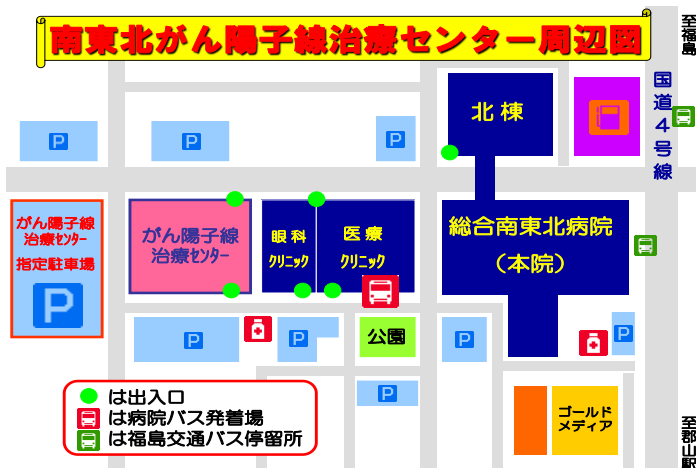 南東北がん陽子線治療センター周辺図
至福島
国道4号線
北棟
P
P
P
がん陽子線
治療センター
指定駐車場
P
がん陽子線
治療センター
眼科
クリニック
医療
クリニック
総合南東北病院
（本院）
P
P
公園
P
P
P
は出入口
は病院バス発着場
は福島交通バス停留所
ゴールド
メディア
至郡山駅